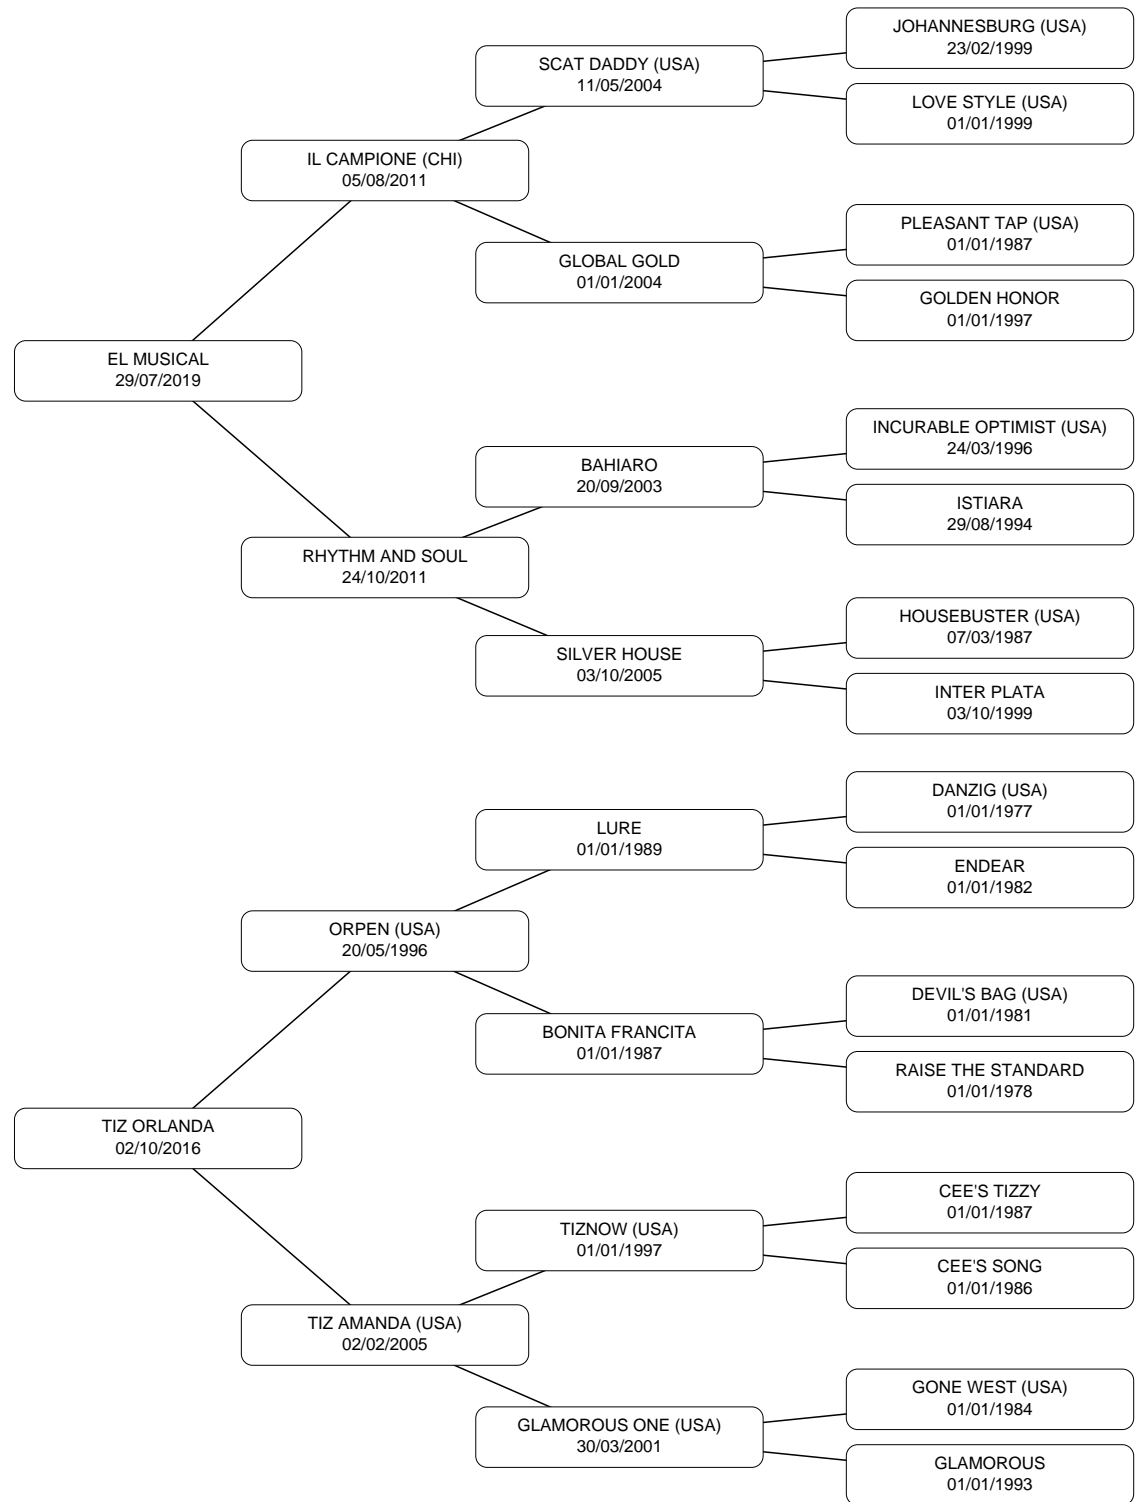 JOHANNESBURG (USA)
23/02/1999
SCAT DADDY (USA)
11/05/2004
LOVE STYLE (USA)
01/01/1999
IL CAMPIONE (CHI)
05/08/2011
PLEASANT TAP (USA)
01/01/1987
GLOBAL GOLD
01/01/2004
GOLDEN HONOR
01/01/1997
EL MUSICAL
29/07/2019
INCURABLE OPTIMIST (USA)
24/03/1996
BAHIARO
20/09/2003
ISTIARA
29/08/1994
RHYTHM AND SOUL
24/10/2011
HOUSEBUSTER (USA)
07/03/1987
SILVER HOUSE
03/10/2005
INTER PLATA
03/10/1999
DANZIG (USA)
01/01/1977
LURE
01/01/1989
ENDEAR
01/01/1982
ORPEN (USA)
20/05/1996
DEVIL'S BAG (USA)
01/01/1981
BONITA FRANCITA
01/01/1987
RAISE THE STANDARD
01/01/1978
TIZ ORLANDA
02/10/2016
CEE'S TIZZY
01/01/1987
TIZNOW (USA)
01/01/1997
CEE'S SONG
01/01/1986
TIZ AMANDA (USA)
02/02/2005
GONE WEST (USA)
01/01/1984
GLAMOROUS ONE (USA)
30/03/2001
GLAMOROUS
01/01/1993